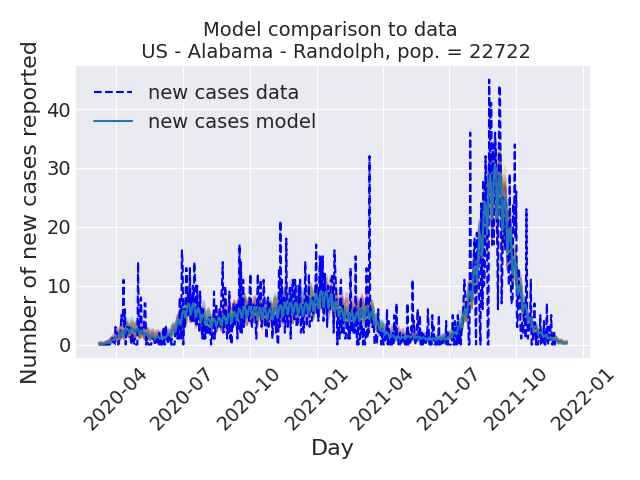 Model comparison to data
US - Alabama - Randolph, pop. = 22722
Number of new cases reported
new cases data
new cases model
40
30
20
10
0
2020-04
2020-07
2020-10
2021-01
2021-04
2021-07
2021-10
2022-01
Day